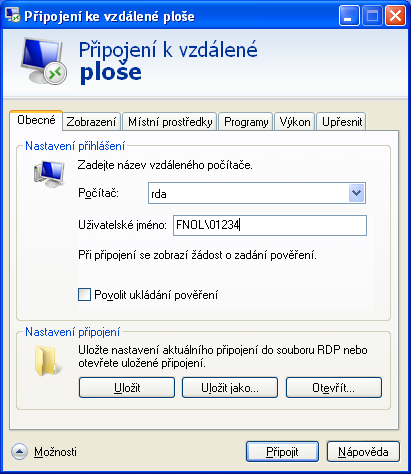 Připojení ke vzdálené ploše
Připojení k vzdálené
ploše
Obecné Zobrazení Místní prostředky Programy Výkon Upřesnit
Nastavení přihlášení
Zadejte název vzdáleného počítače.
Počítač: rda
Uživatelské jméno: FNOL\01234
Při připojení se zobrazí žádost o zadání pověření.
Povolit ukládání pověření
Nastavení připojení
Uložte nastavení aktuálního připojení do souboru RDP nebo
otevřete uložené připojení.
Uložit Uložit jako... Otevřít...
Možnosti Připojit Nápověda